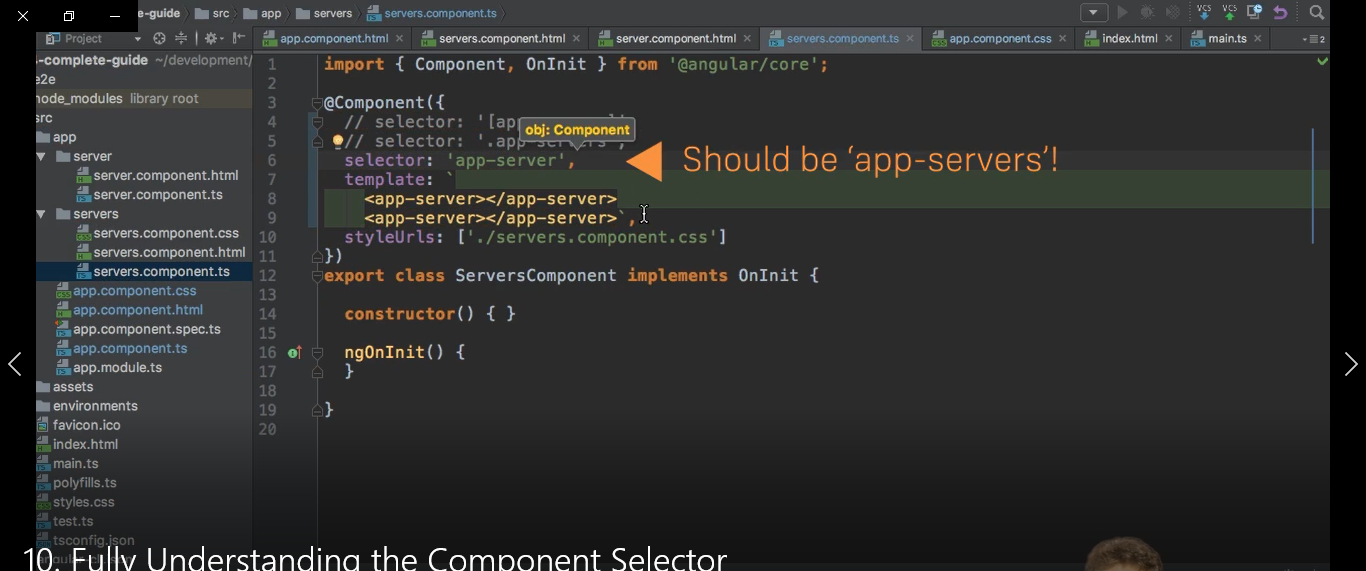 e-guide src app servers servers.component.ts
Project
app.component.html servers.component.html server.component.html servers.component.ts app.component.css index.html main.ts
-complete-guide ~/development/
e2e
node_modules library root
src
app
server
server.component.html
server.component.ts
servers
servers.component.css
servers.component.html
servers.component.ts
app.component.css
app.component.html
app.component.spec.ts
app.component.ts
app.module.ts
assets
environments
favicon.ico
index.html
main.ts
polyfills.ts
styles.css
test.ts
tsconfig.json
1 import { Component, OnInit } from '@angular/core';
2
3 @Component({
4 // selector: '[app
obj: Component
5 // selector: '.app-servers',
6 selector: 'app-server',
Should be ‘app-servers’!
7 template: `
8 <app-server></app-server>
9 <app-server></app-server>`,
10 styleUrls: ['./servers.component.css']
11 })
12 export class ServersComponent implements OnInit {
13
14 constructor() { }
15
16 ngOnInit() {
17 }
18
19 }
20
VCS VCS
2
10. Fully Understanding the Component Selector